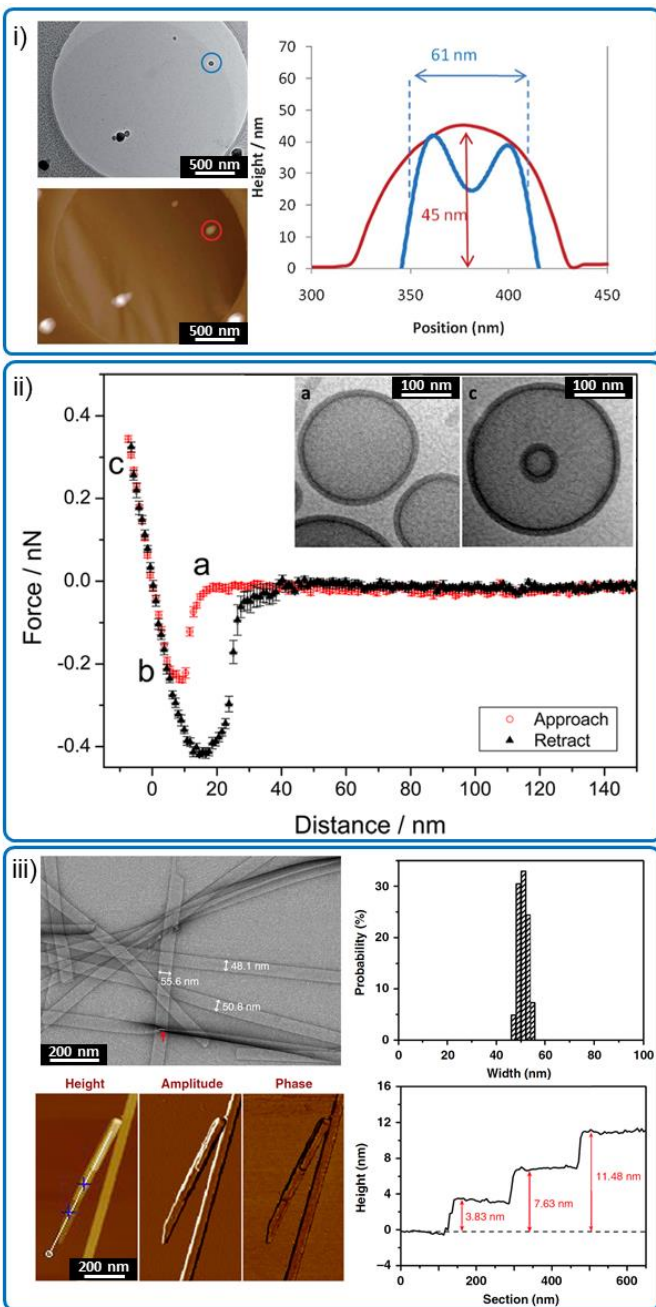 i)
500 nm
500 nm
Height / nm
70
60
50
40
30
20
10
0
61 nm
45 nm
300
350
400
450
Position (nm)
ii)
Force / nN
0.4
0.2
0.0
-0.2
-0.4
c
a
b
a
100 nm
c
100 nm
Approach
Retract
0
20
40
60
80
100
120
140
Distance / nm
iii)
48.1 nm
55.6 nm
50.8 nm
200 nm
Probability (%)
30
15
0
0
20
40
60
80
100
Width (nm)
Height
Amplitude
Phase
200 nm
Height (nm)
16
12
8
4
0
−4
3.83 nm
7.63 nm
11.48 nm
0
150
300
450
600
Section (nm)